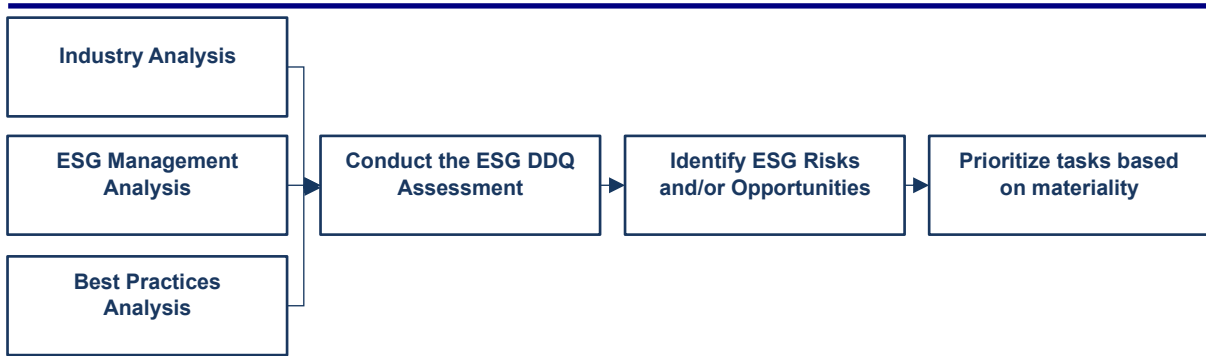 Industry Analysis
ESG Management
Analysis
Best Practices
Analysis
Conduct the ESG DDQ
Assessment
Identify ESG Risks
and/or Opportunities
Prioritize tasks based
on materiality